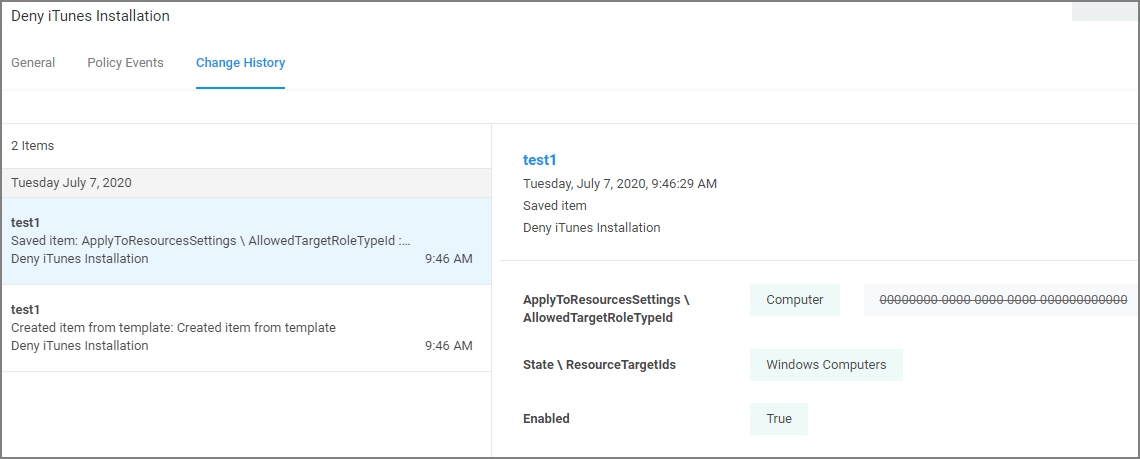 Deny iTunes Installation
General
Policy Events
Change History
2 Items
Tuesday July 7, 2020
test1
Saved item: ApplyToResourcesSettings \ AllowedTargetRoleTypeId :...
Deny iTunes Installation
9:46 AM
test1
Created item from template: Created item from template
Deny iTunes Installation
9:46 AM
test1
Tuesday, July 7, 2020, 9:46:29 AM
Saved item
Deny iTunes Installation
ApplyToResourcesSettings \
AllowedTargetRoleTypeId
Computer
00000000-0000-0000-0000-000000000000
State \ ResourceTargetIds
Windows Computers
Enabled
True